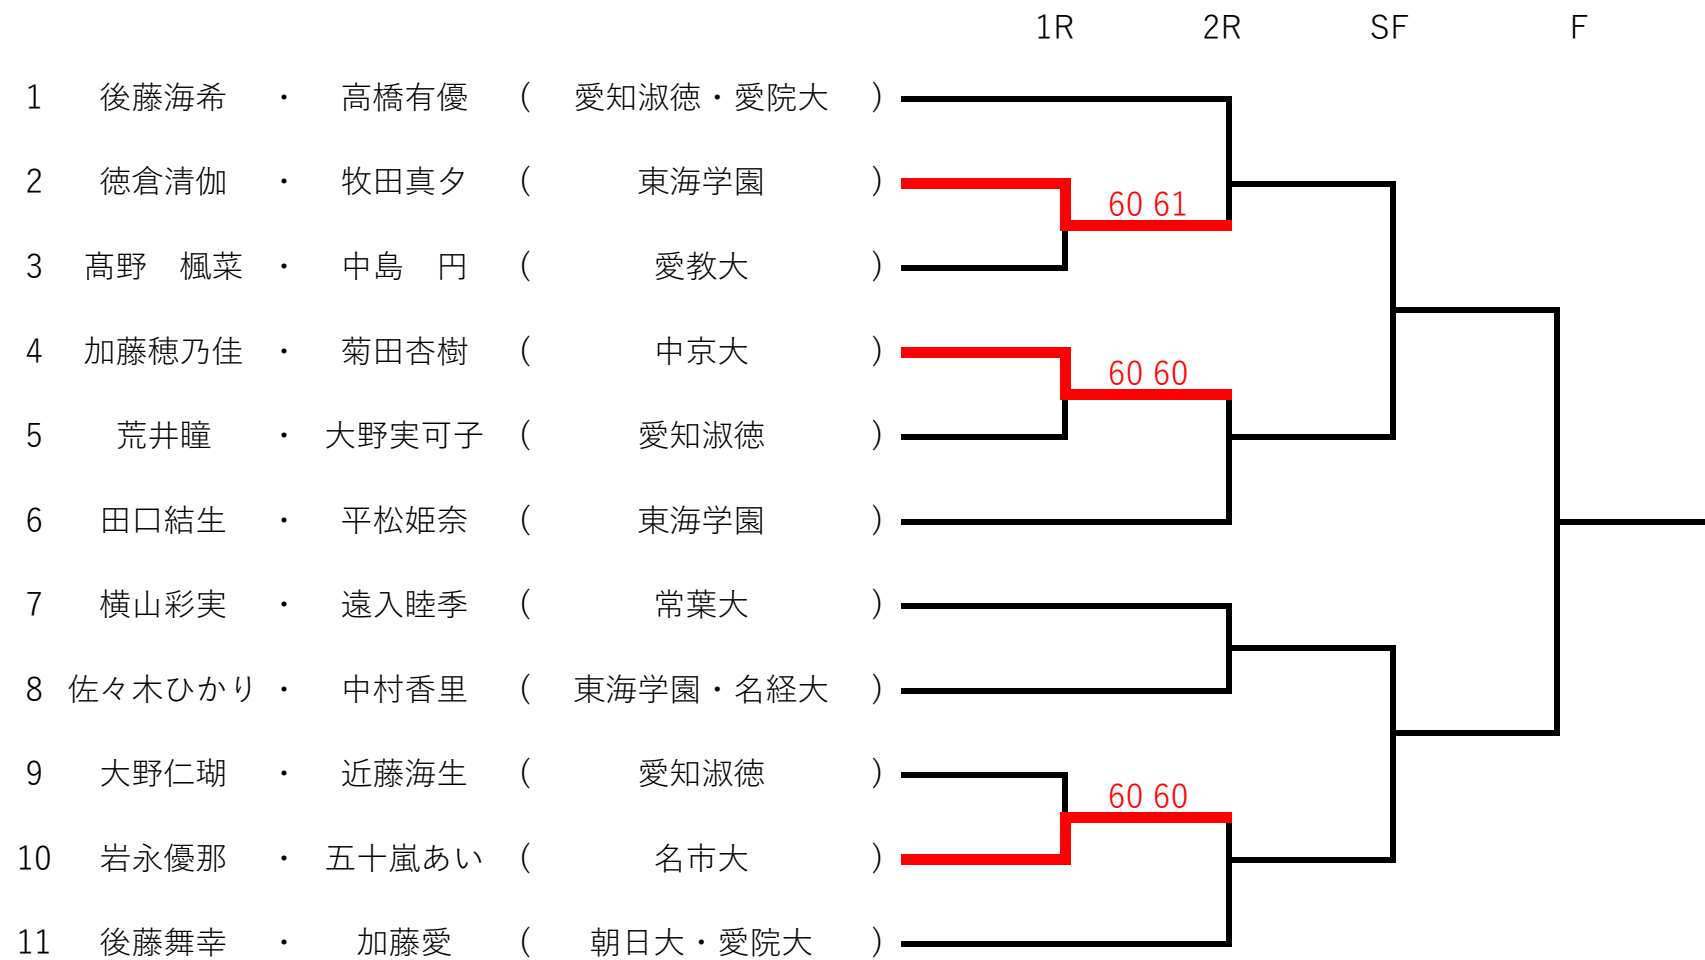 1R 2R SF F
1 後藤海希 ・ 高橋有優 ( 愛知淑徳・愛院大 )
2 徳倉清伽 ・ 牧田真夕 ( 東海学園 )
60 61
3 髙野　楓菜 ・ 中島　円 ( 愛教大 )
4 加藤穂乃佳 ・ 菊田杏樹 ( 中京大 )
60 60
5 荒井瞳 ・ 大野実可子 ( 愛知淑徳 )
6 田口結生 ・ 平松姫奈 ( 東海学園 )
7 横山彩実 ・ 遠入睦季 ( 常葉大 )
8 佐々木ひかり ・ 中村香里 ( 東海学園・名経大 )
9 大野仁瑚 ・ 近藤海生 ( 愛知淑徳 )
60 60
10 岩永優那 ・ 五十嵐あい ( 名市大 )
11 後藤舞幸 ・ 加藤愛 ( 朝日大・愛院大 )